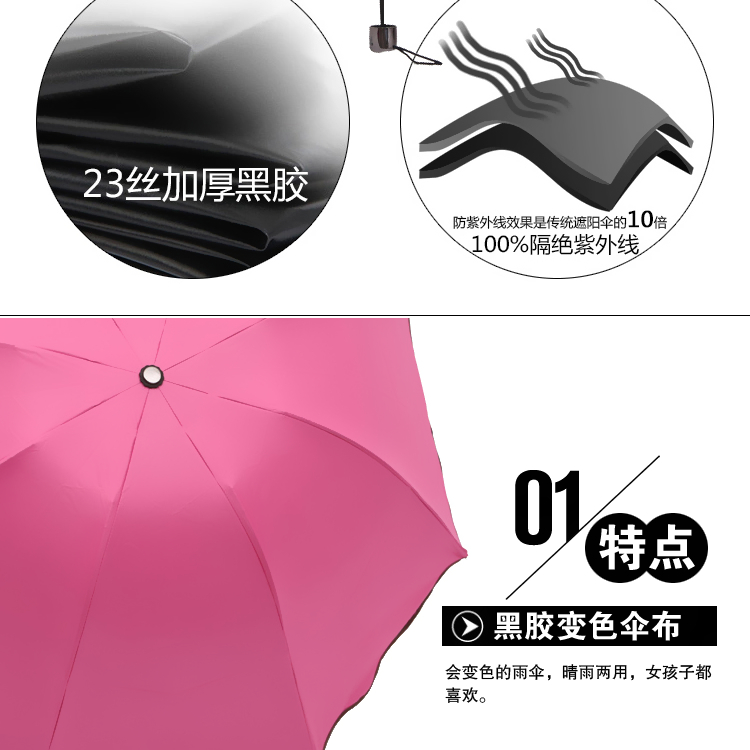 23丝加厚黑胶
防紫外线效果是传统遮阳伞的10倍
100%隔绝紫外线
01
特点
黑胶变色伞布
会变色的雨伞，晴雨两用，女孩子都
喜欢。